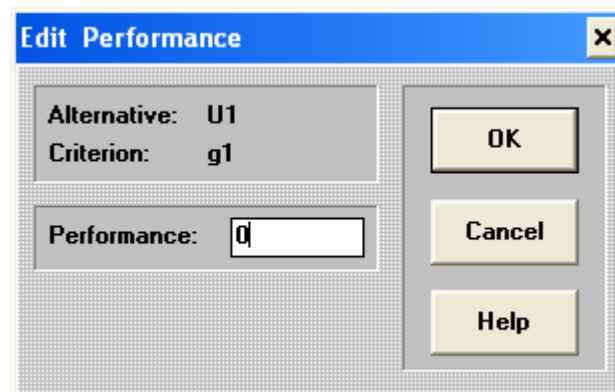 Edit Performance
Alternative: U1
Criterion: g1
Performance: 0
OK
Cancel
Help